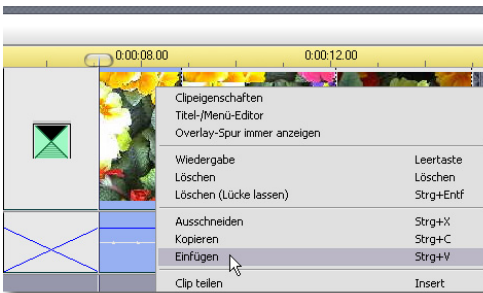 0:00:08.00 0:00:12.00
Clipeigenschaften
Titel-/Menü-Editor
Overlay-Spur immer anzeigen
Wiedergabe Leertaste
Löschen Löschen
Löschen (Lücke lassen) Strg+Entf
Ausschneiden Strg+X
Kopieren Strg+C
Einfügen Strg+V
Clip teilen Insert